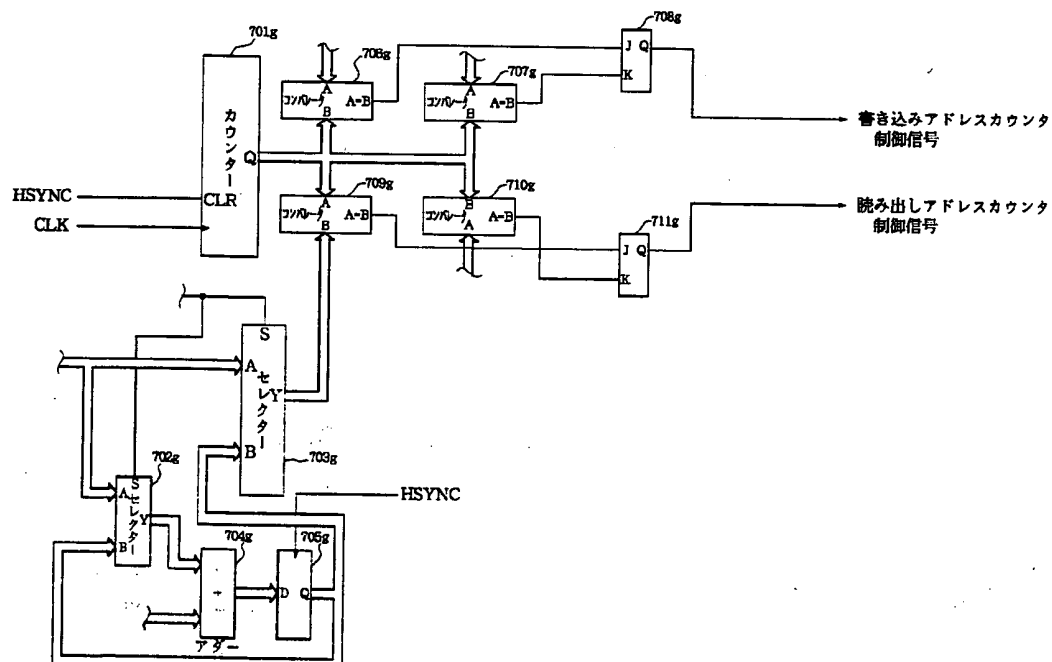 701g
カウンター
Q
HSYNC
CLR
CLK
706g
A
コンパレータ
A=B
B
707g
A
コンパレータ
A=B
B
708g
J Q
K
書き込みアドレスカウンタ
制御信号
709g
A
コンパレータ
A=B
B
710g
B
コンパレータ
A=B
A
711g
J Q
K
読み出しアドレスカウンタ
制御信号
S
A
セレクター
Y
B
703g
702g
S
A
セレクター
Y
B
HSYNC
704g
+
アダー
705g
D Q